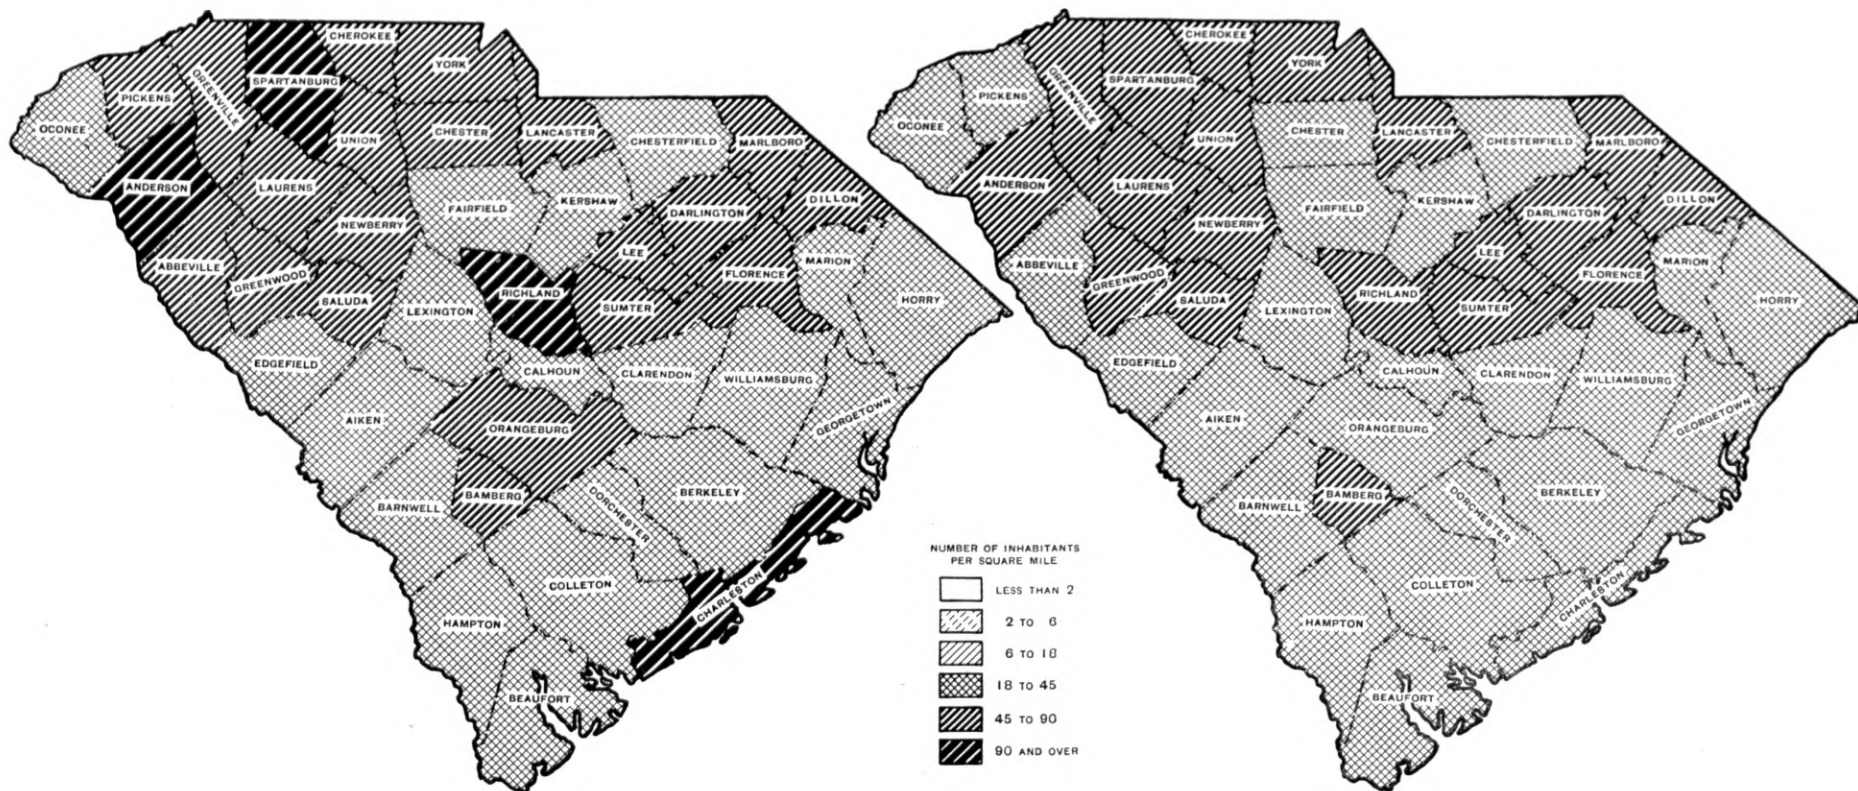 CHEROKEE
YORK
SPARTANBURG
GREENVILLE
PICKENS
OCONEE
UNION
CHESTER
LANCASTER
CHESTERFIELD
MARLBORO
ANDERSON
LAURENS
NEWBERRY
FAIRFIELD
KERSHAW
DARLINGTON
DILLON
LEE
MARION
ABBEVILLE
GREENWOOD
SALUDA
RICHLAND
FLORENCE
SUMTER
HORRY
LEXINGTON
EDGEFIELD
CALHOUN
CLARENDON
WILLIAMSBURG
AIKEN
ORANGEBURG
GEORGETOWN
BARNWELL
BAMBERG
DORCHESTER
BERKELEY
COLLETON
CHARLESTON
HAMPTON
BEAUFORT
NUMBER OF INHABITANTS
PER SQUARE MILE
LESS THAN 2
2 TO 6
6 TO 18
18 TO 45
45 TO 90
90 AND OVER
CHEROKEE
YORK
SPARTANBURG
GREENVILLE
PICKENS
OCONEE
UNION
CHESTER
LANCASTER
CHESTERFIELD
MARLBORO
ANDERSON
LAURENS
NEWBERRY
FAIRFIELD
KERSHAW
DARLINGTON
DILLON
LEE
MARION
ABBEVILLE
GREENWOOD
SALUDA
RICHLAND
FLORENCE
SUMTER
HORRY
LEXINGTON
EDGEFIELD
CALHOUN
CLARENDON
WILLIAMSBURG
AIKEN
ORANGEBURG
GEORGETOWN
BARNWELL
BAMBERG
DORCHESTER
BERKELEY
COLLETON
CHARLESTON
HAMPTON
BEAUFORT